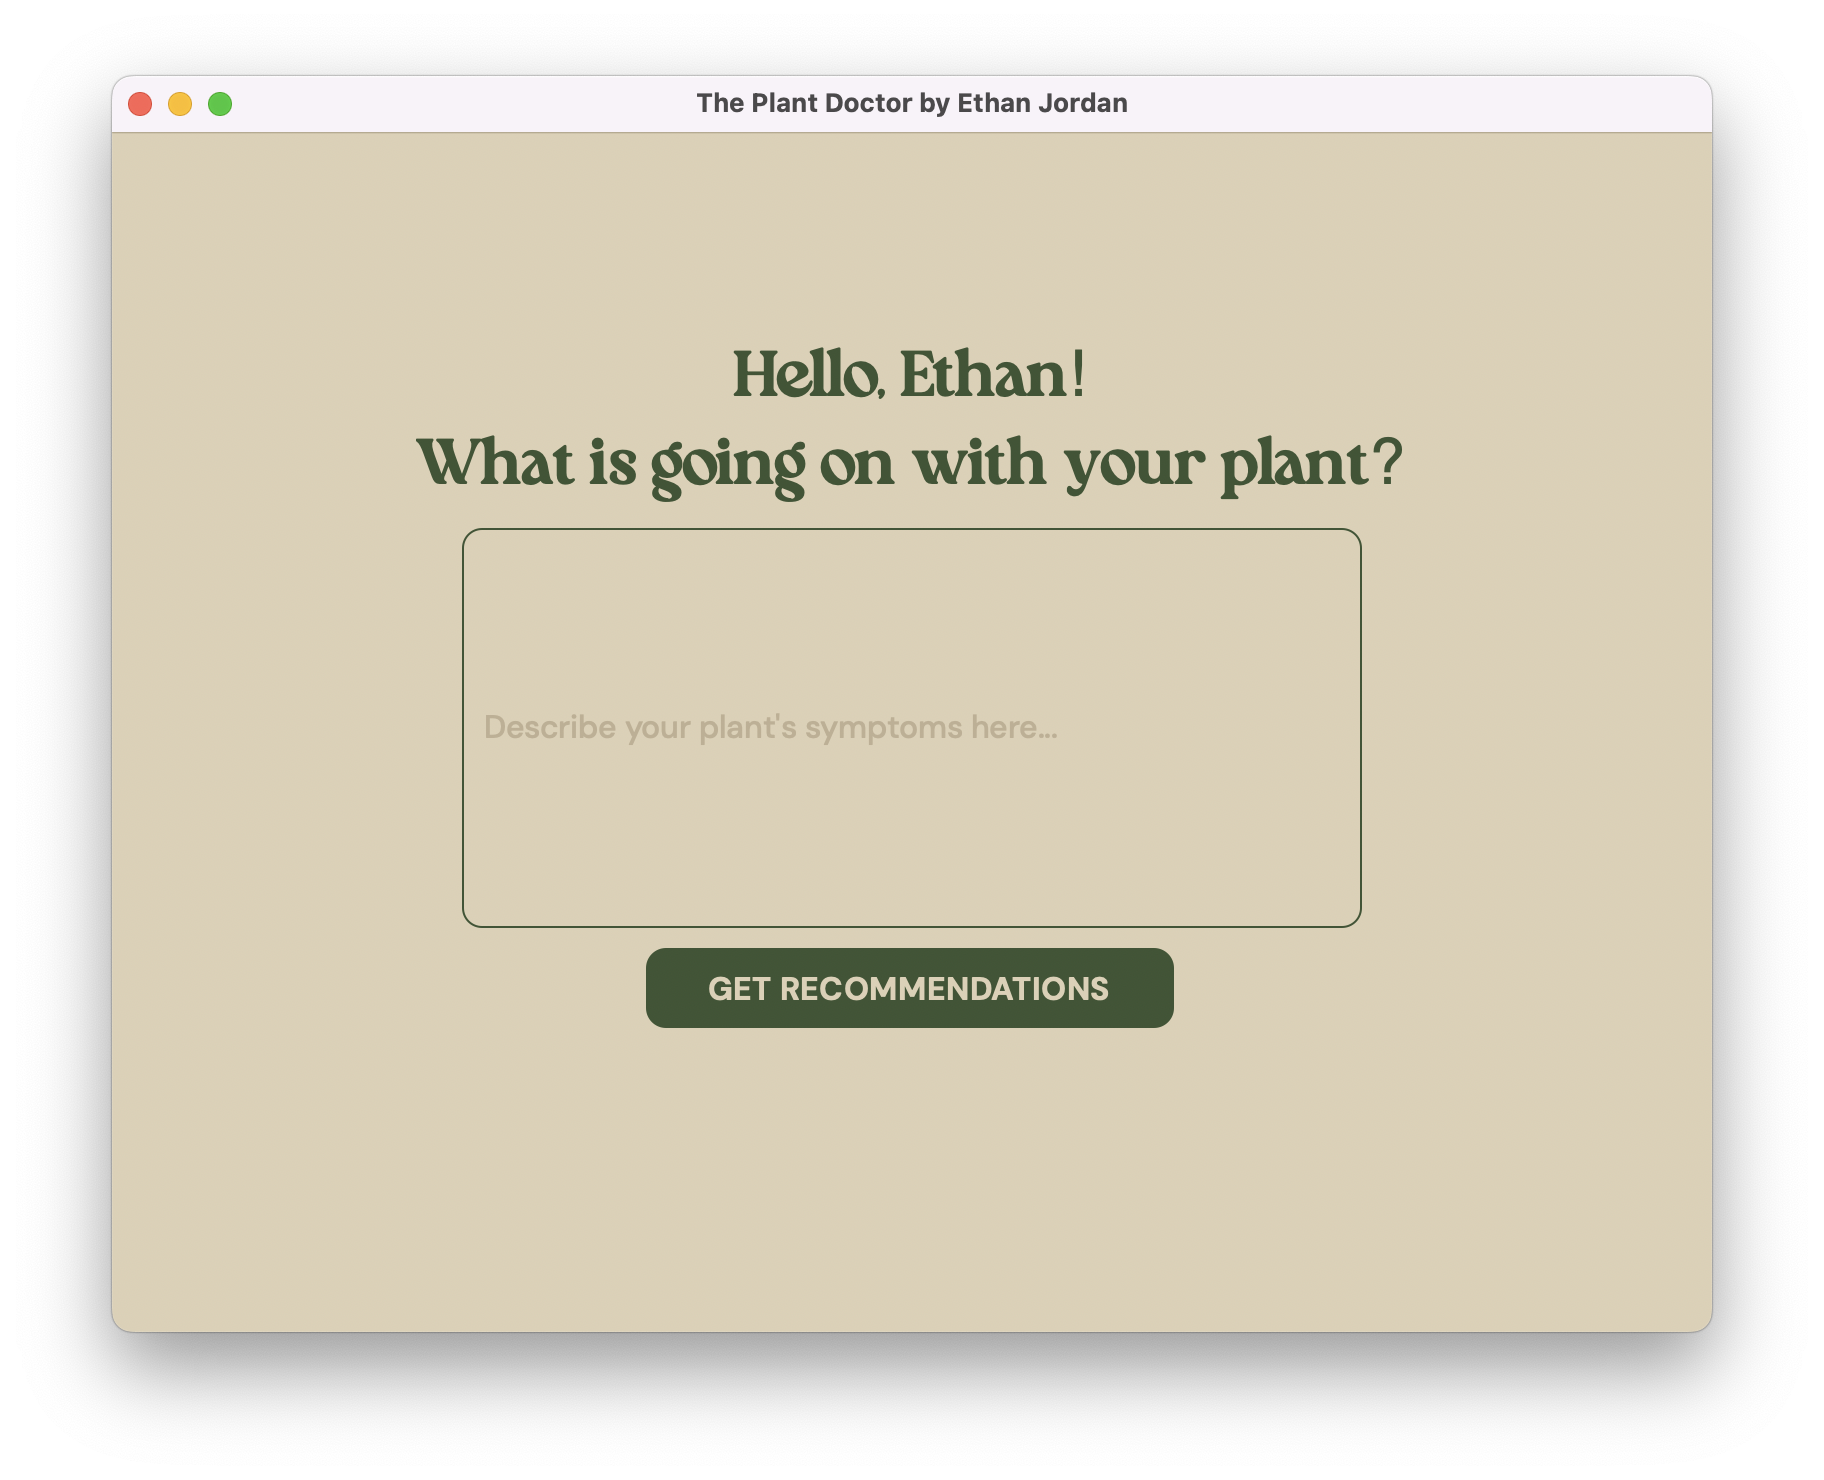 The Plant Doctor by Ethan Jordan
Hello, Ethan!
What is going on with your plant?
Describe your plant's symptoms here...
GET RECOMMENDATIONS